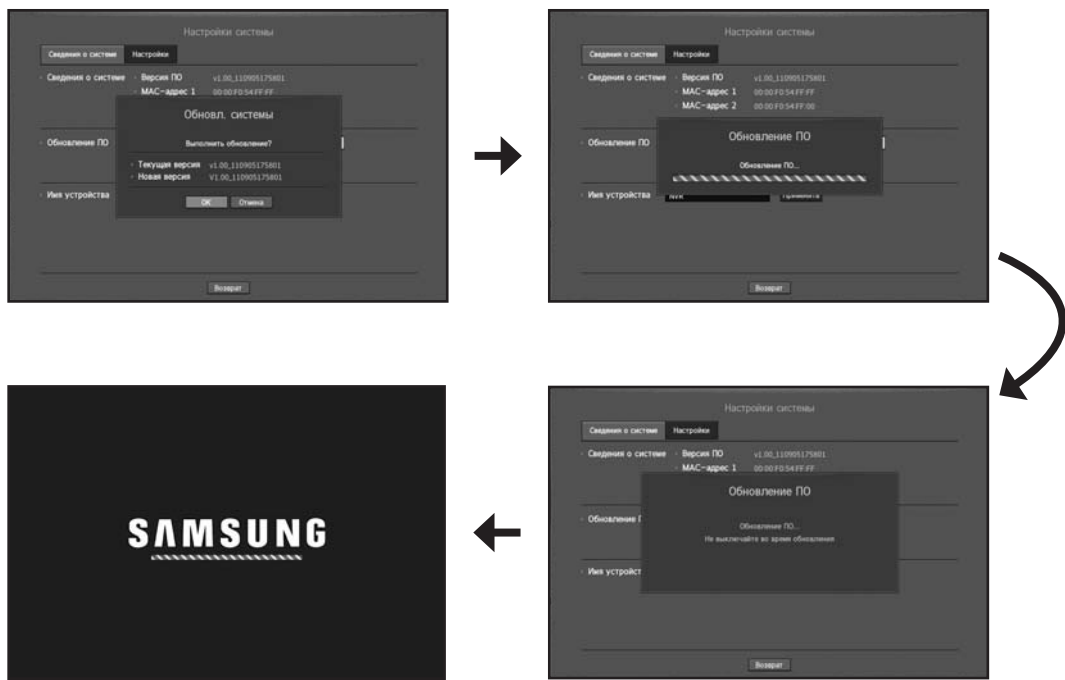 Настройки системы
Сведения о системе Настройки
Сведения о системе Версия ПО v1.00_110905175801
MAC-адрес 1 00:00:F0:54:FF:FF
Обновл. системы
Выполнить обновление?
Обновление ПО
Текущая версия v1.00_110905175801
Новая версия V1.00_110905175801
Имя устройства
OK Отмена
Возврат
Настройки системы
Сведения о системе Настройки
Сведения о системе Версия ПО v1.00_110905175801
MAC-адрес 1 00:00:F0:54:FF:FF
MAC-адрес 2 00:00:F0:54:FF:00
Обновление ПО
Обновление ПО
Обновление ПО...
Имя устройства NVR Применить
Возврат
SAMSUNG
Настройки системы
Сведения о системе Настройки
Сведения о системе Версия ПО v1.00_110905175801
MAC-адрес 1 00:00:F0:54:FF:FF
Обновление ПО
Обновление П
Обновление ПО...
Не выключайте во время обновления
Имя устройст
Возврат